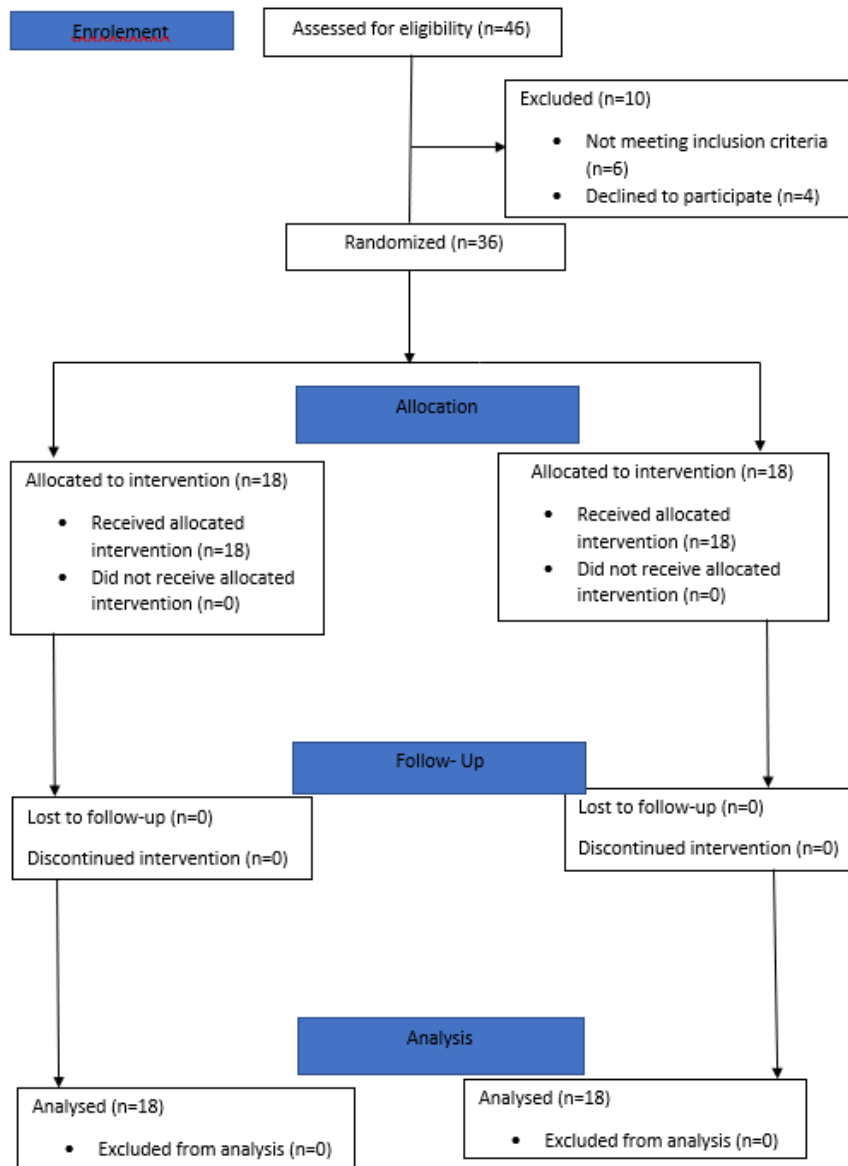 Enrolement
Assessed for eligibility (n=46)
Excluded (n=10)
• Not meeting inclusion criteria
(n=6)
• Declined to participate (n=4)
Randomized (n=36)
Allocation
Allocated to intervention (n=18)
• Received allocated
intervention (n=18)
• Did not receive allocated
intervention (n=0)
Allocated to intervention (n=18)
• Received allocated
intervention (n=18)
• Did not receive allocated
intervention (n=0)
Follow- Up
Lost to follow-up (n=0)
Discontinued intervention (n=0)
Lost to follow-up (n=0)
Discontinued intervention (n=0)
Analysis
Analysed (n=18)
• Excluded from analysis (n=0)
Analysed (n=18)
• Excluded from analysis (n=0)